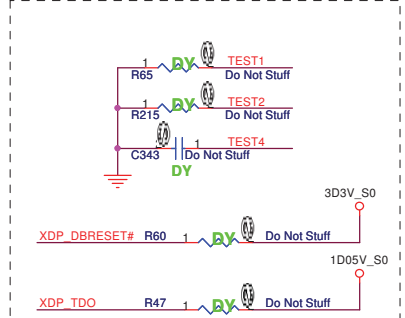 1 DY TEST1
R65 Do Not Stuff
1 DY TEST2
R215 Do Not Stuff
1 TEST4
C343 Do Not Stuff
DY
3D3V_S0
XDP_DBRESET# R60 1 DY Do Not Stuff
1D05V_S0
XDP_TDO R47 1 DY Do Not Stuff